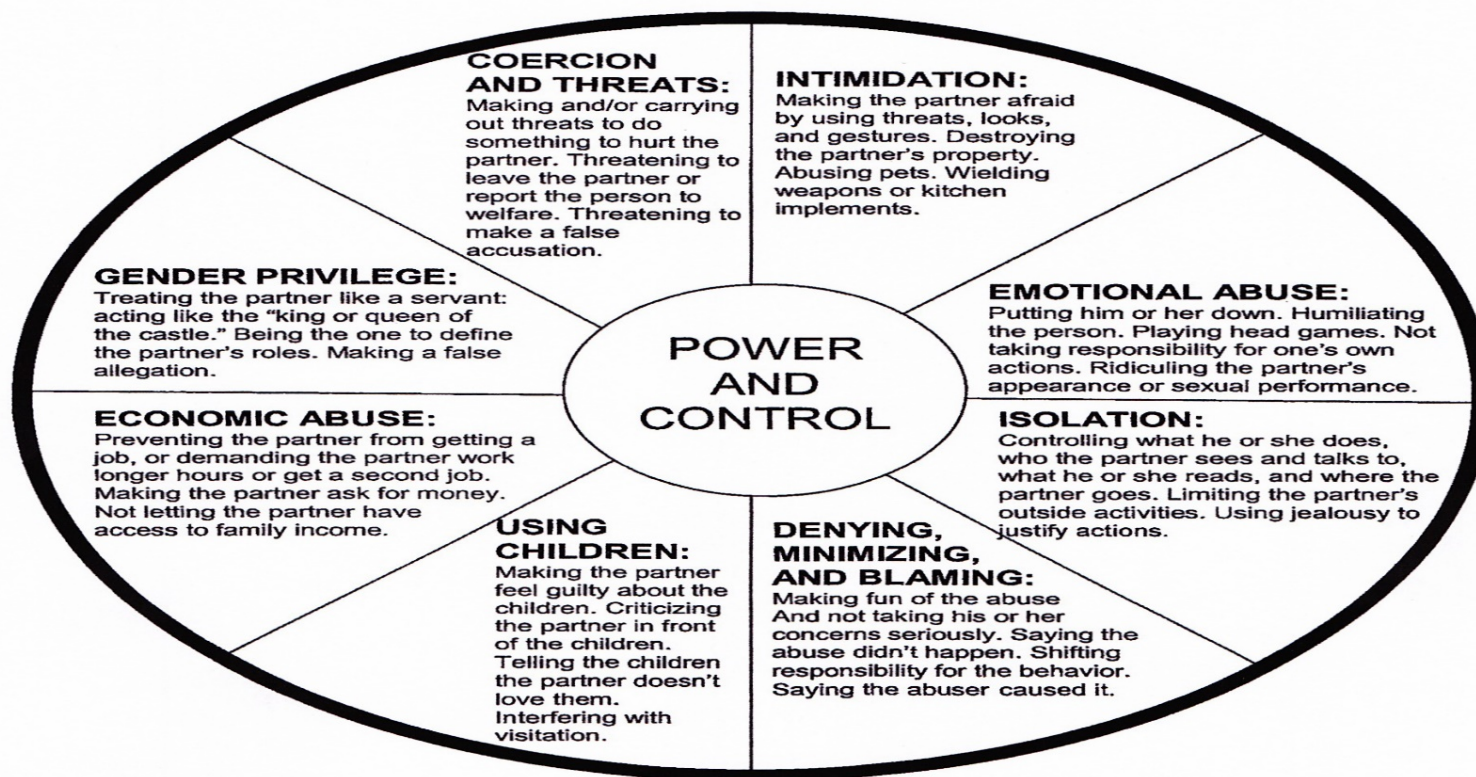 COERCION
AND THREATS:
Making and/or carrying
out threats to do
something to hurt the
partner. Threatening to
leave the partner or
report the person to
welfare. Threatening to
make a false
accusation.
INTIMIDATION:
Making the partner afraid
by using threats, looks,
and gestures. Destroying
the partner's property.
Abusing pets. Wielding
weapons or kitchen
implements.
GENDER PRIVILEGE:
Treating the partner like a servant:
acting like the “king or queen of
the castle.” Being the one to define
the partner's roles. Making a false
allegation.
POWER
AND
CONTROL
EMOTIONAL ABUSE:
Putting him or her down. Humiliating
the person. Playing head games. Not
taking responsibility for one's own
actions. Ridiculing the partner's
appearance or sexual performance.
ECONOMIC ABUSE:
Preventing the partner from getting a
job, or demanding the partner work
longer hours or get a second job.
Making the partner ask for money.
Not letting the partner have
access to family income.
ISOLATION:
Controlling what he or she does,
who the partner sees and talks to,
what he or she reads, and where the
partner goes. Limiting the partner's
outside activities. Using jealousy to
justify actions.
USING
CHILDREN:
Making the partner
feel guilty about the
children. Criticizing
the partner in front
of the children.
Telling the children
the partner doesn't
love them.
Interfering with
visitation.
DENYING,
MINIMIZING,
AND BLAMING:
Making fun of the abuse
And not taking his or her
concerns seriously. Saying the
abuse didn't happen. Shifting
responsibility for the behavior.
Saying the abuser caused it.